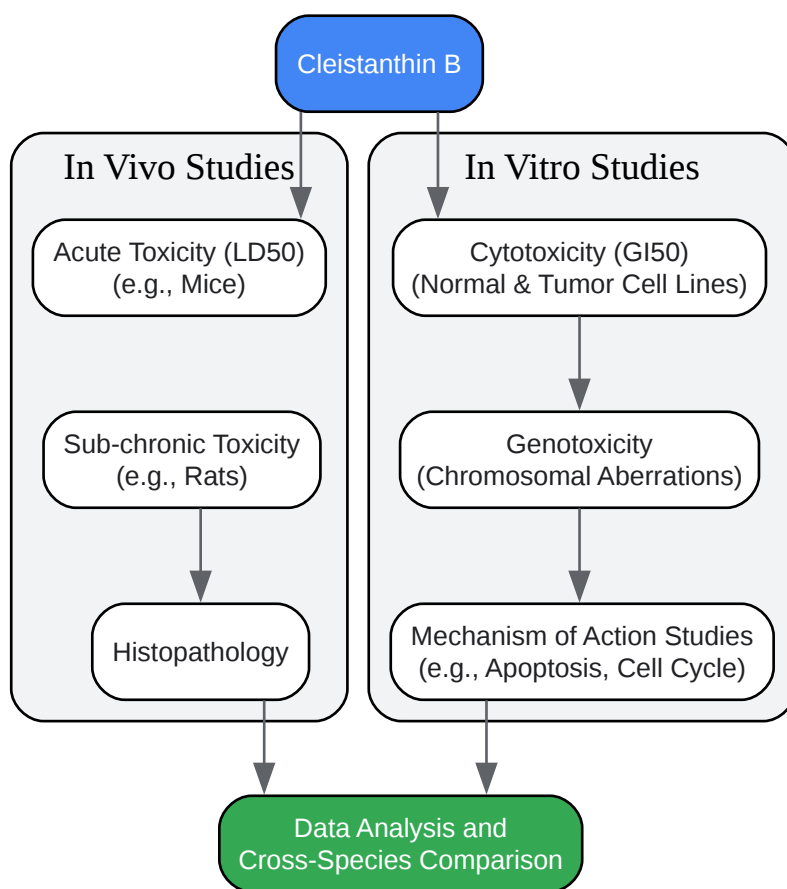 Cleistanthin B
In Vivo Studies
Acute Toxicity (LD50)
(e.g., Mice)
Sub-chronic Toxicity
(e.g., Rats)
Histopathology
In Vitro Studies
Cytotoxicity (GI50)
(Normal & Tumor Cell Lines)
Genotoxicity
(Chromosomal Aberrations)
Mechanism of Action Studies
(e.g., Apoptosis, Cell Cycle)
Data Analysis and
Cross-Species Comparison